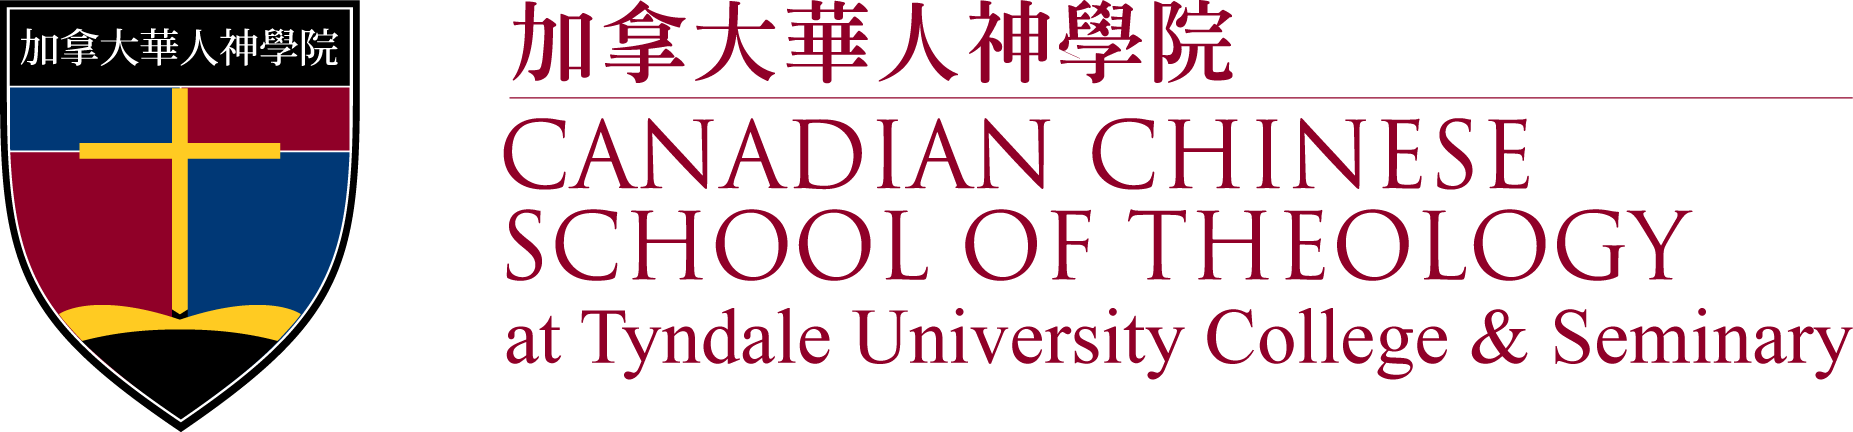 加拿大華人神學院
加拿大華人神學院
CANADIAN CHINESE
SCHOOL OF THEOLOGY
at Tyndale University College & Seminary